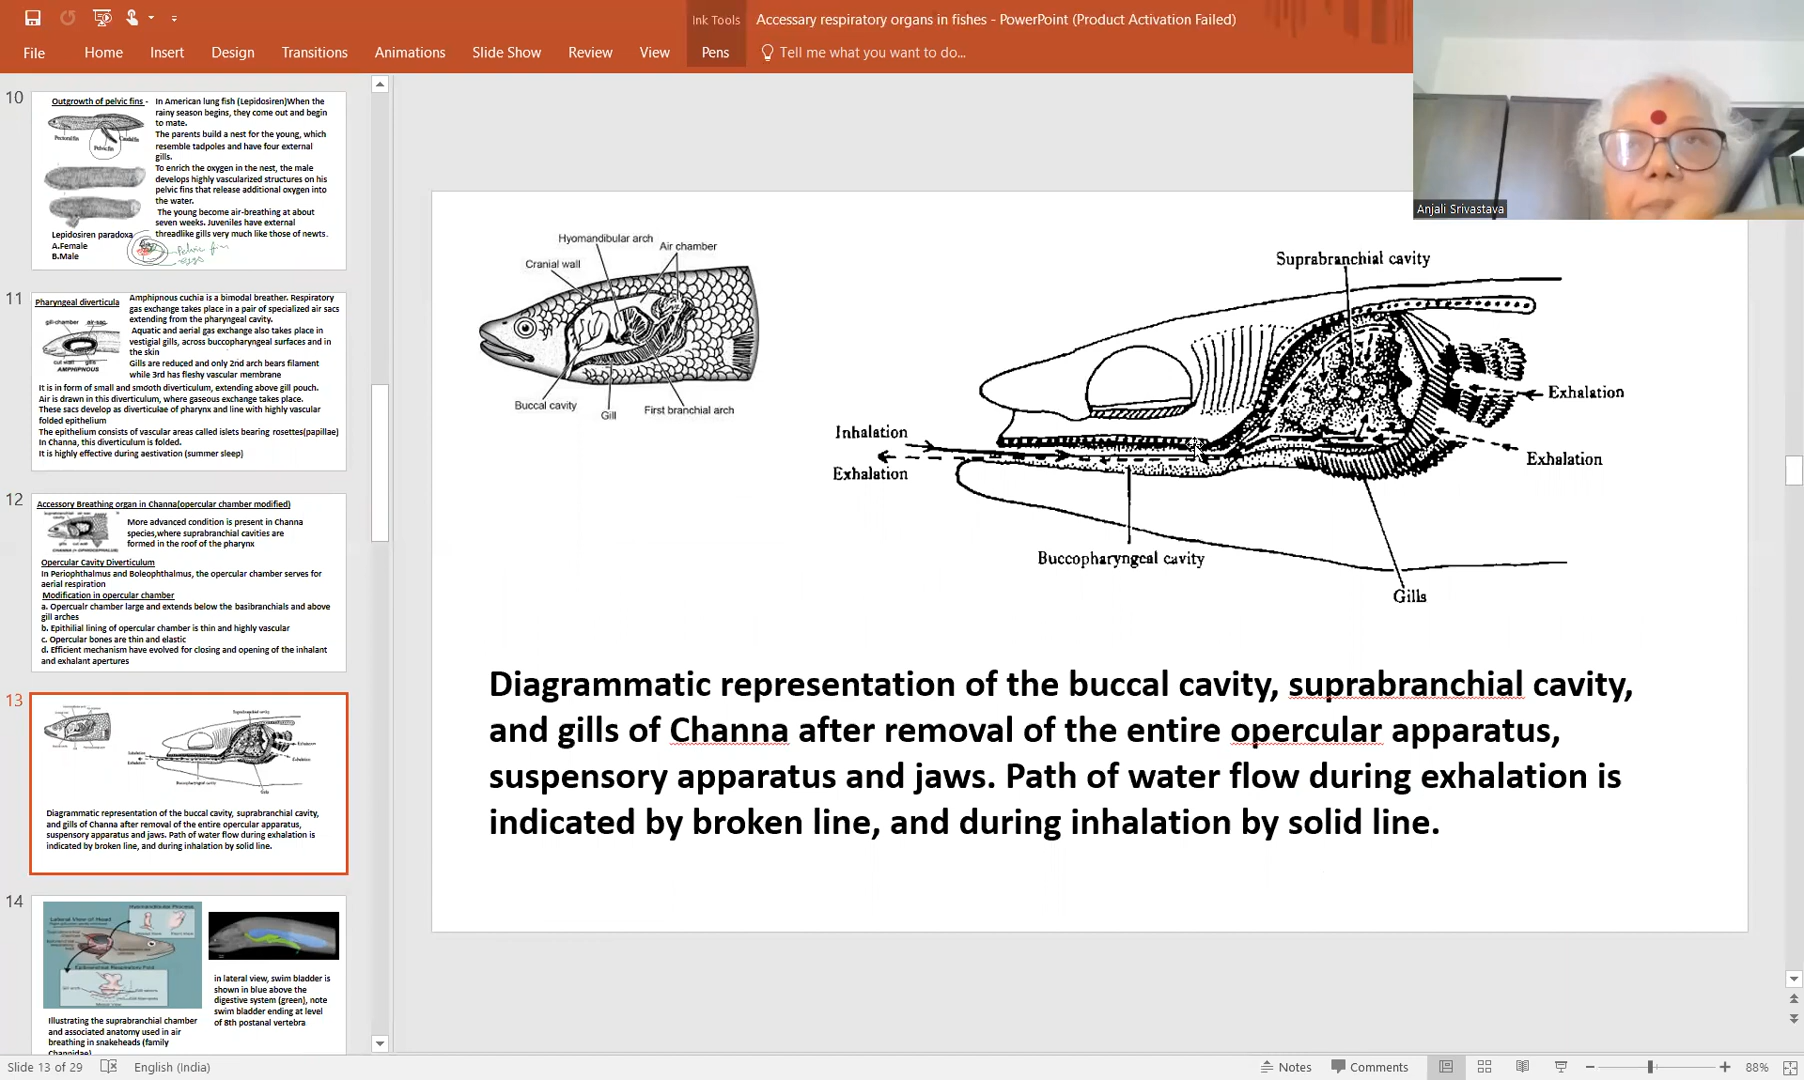 Ink Tools
Accessary respiratory organs in fishes - PowerPoint (Product Activation Failed)
File Home Insert Design Transitions Animations Slide Show Review View Pens Tell me what you want to do...
Anjali Srivastava
10
Outgrowth of pelvic fins -
In American lung fish (Lepidosiren)When the
rainy season begins, they come out and begin
to mate.
The parents build a nest for the young, which
resemble tadpoles and have four external
gills.
To enrich the oxygen in the nest, the male
develops highly vascularized structures on his
pelvic fins that release additional oxygen into
the water.
The young become air-breathing at about
seven weeks. Juveniles have external
threadlike gills very much like those of newts.
Pectoral fin
Pelvic fin
Caudal fin
Lepidosiren paradoxa
A.Female
B.Male
Pelvic fin
eggs
11
Pharyngeal diverticula
gill-chamber air-sac
cut wall gills
AMPHIPNOUS
Amphipnous cuchia is a bimodal breather. Respiratory
gas exchange takes place in a pair of specialized air sacs
extending from the pharyngeal cavity.
Aquatic and aerial gas exchange also takes place in
vestigial gills, across buccopharyngeal surfaces and in
the skin
Gills are reduced and only 2nd arch bears filament
while 3rd has fleshy vascular membrane
It is in form of small and smooth diverticulum, extending above gill pouch.
Air is drawn in this diverticulum, where gaseous exchange takes place.
These sacs develop as diverticulae of pharynx and line with highly vascular
folded epithelium
The epithelium consists of vascular areas called islets bearing rosettes(papillae)
In Channa, this diverticulum is folded.
It is highly effective during aestivation (summer sleep)
12
Accessory Breathing organ in Channa(opercular chamber modified)
More advanced condition is present in Channa
species,where suprabranchial cavities are
formed in the roof of the pharynx
Opercular Cavity Diverticulum
In Periophthalmus and Boleophthalmus, the opercular chamber serves for
aerial respiration
Modification in opercular chamber
a. Opercualr chamber large and extends below the basibranchials and above
gill arches
b. Epithilial lining of opercular chamber is thin and highly vascular
c. Opercular bones are thin and elastic
d. Efficient mechanism have evolved for closing and opening of the inhalant
and exhalant apertures
13
Diagrammatic representation of the buccal cavity, suprabranchial cavity,
and gills of Channa after removal of the entire opercular apparatus,
suspensory apparatus and jaws. Path of water flow during exhalation is
indicated by broken line, and during inhalation by solid line.
14
Lateral View of Head
in lateral view, swim bladder is
shown in blue above the
digestive system (green), note
swim bladder ending at level
of 8th postanal vertebra
Illustrating the suprabranchial chamber
and associated anatomy used in air
breathing in snakeheads (family
Channidae)
Hyomandibular arch
Air chamber
Cranial wall
Buccal cavity
Gill
First branchial arch
Suprabranchial cavity
Exhalation
Inhalation
Exhalation
Exhalation
Buccopharyngeal cavity
Gills
Diagrammatic representation of the buccal cavity, suprabranchial cavity,
and gills of Channa after removal of the entire opercular apparatus,
suspensory apparatus and jaws. Path of water flow during exhalation is
indicated by broken line, and during inhalation by solid line.
Slide 13 of 29 English (India) Notes Comments 88%